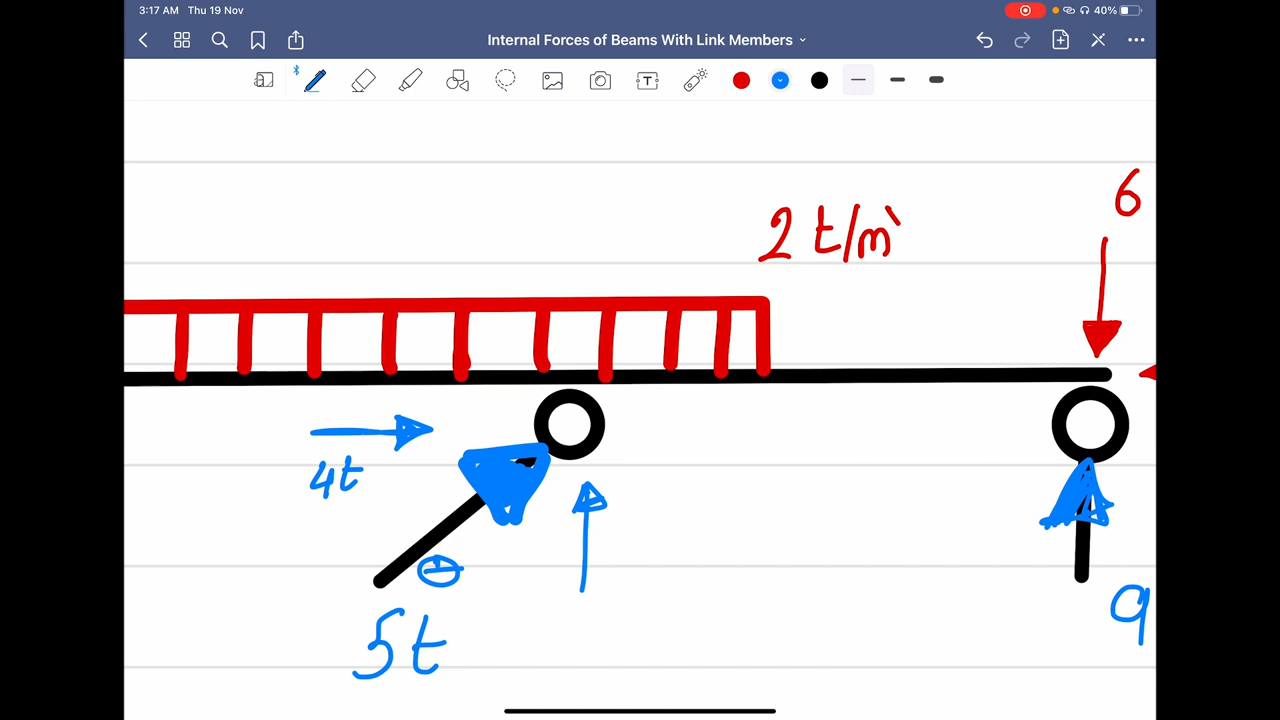 3:17 AM Thu 19 Nov
40%
Internal Forces of Beams With Link Members
T
6
2 t/m`
4t
5t
9